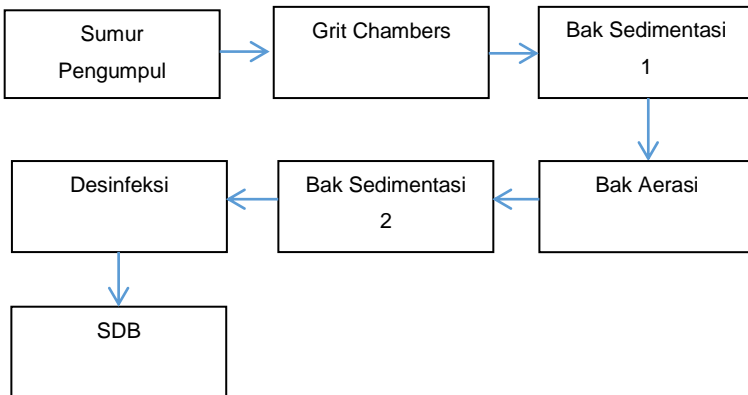 Sumur
Pengumpul
Grit Chambers
Bak Sedimentasi
1
Desinfeksi
Bak Sedimentasi
2
Bak Aerasi
SDB